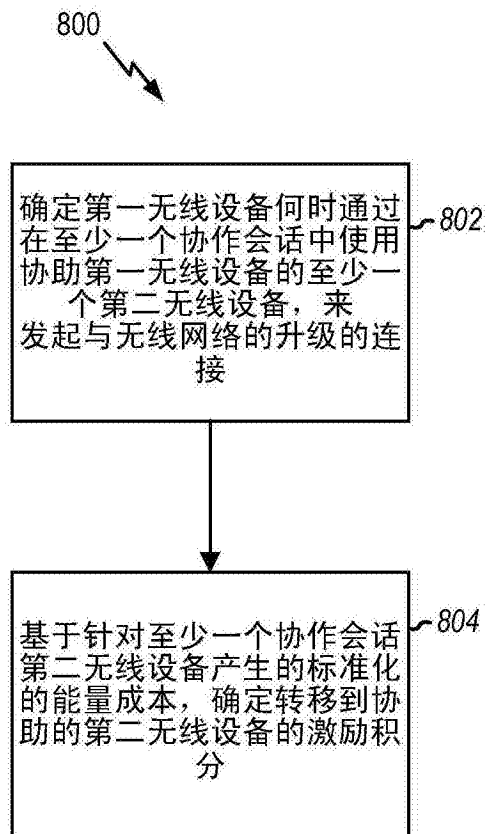 800
确定第一无线设备何时通过
在至少一个协作会话中使用
协助第一无线设备的至少一
个第二无线设备，来
发起与无线网络的升级的连
接
802
基于针对至少一个协作会话
第二无线设备产生的标准化
的能量成本，确定转移到协
助的第二无线设备的激励积
分
804